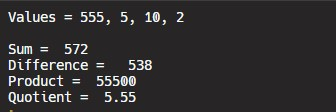 Values = 555, 5, 10, 2
Sum =  572
Difference =   538
Product =  55500
Quotient =  5.55